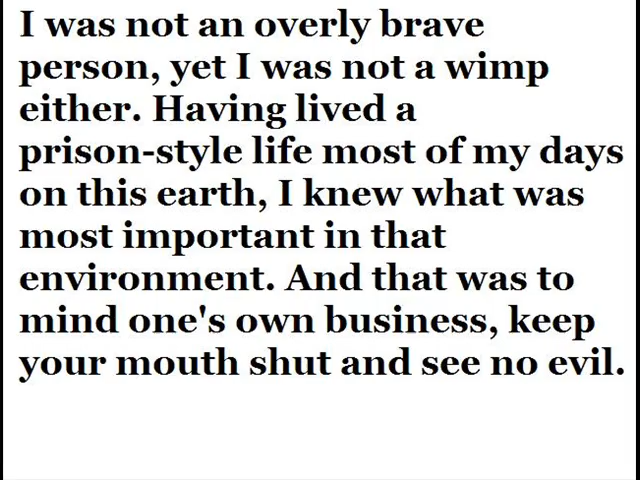 I was not an overly brave
person, yet I was not a wimp
either. Having lived a
prison-style life most of my days
on this earth, I knew what was
most important in that
environment. And that was to
mind one's own business, keep
your mouth shut and see no evil.